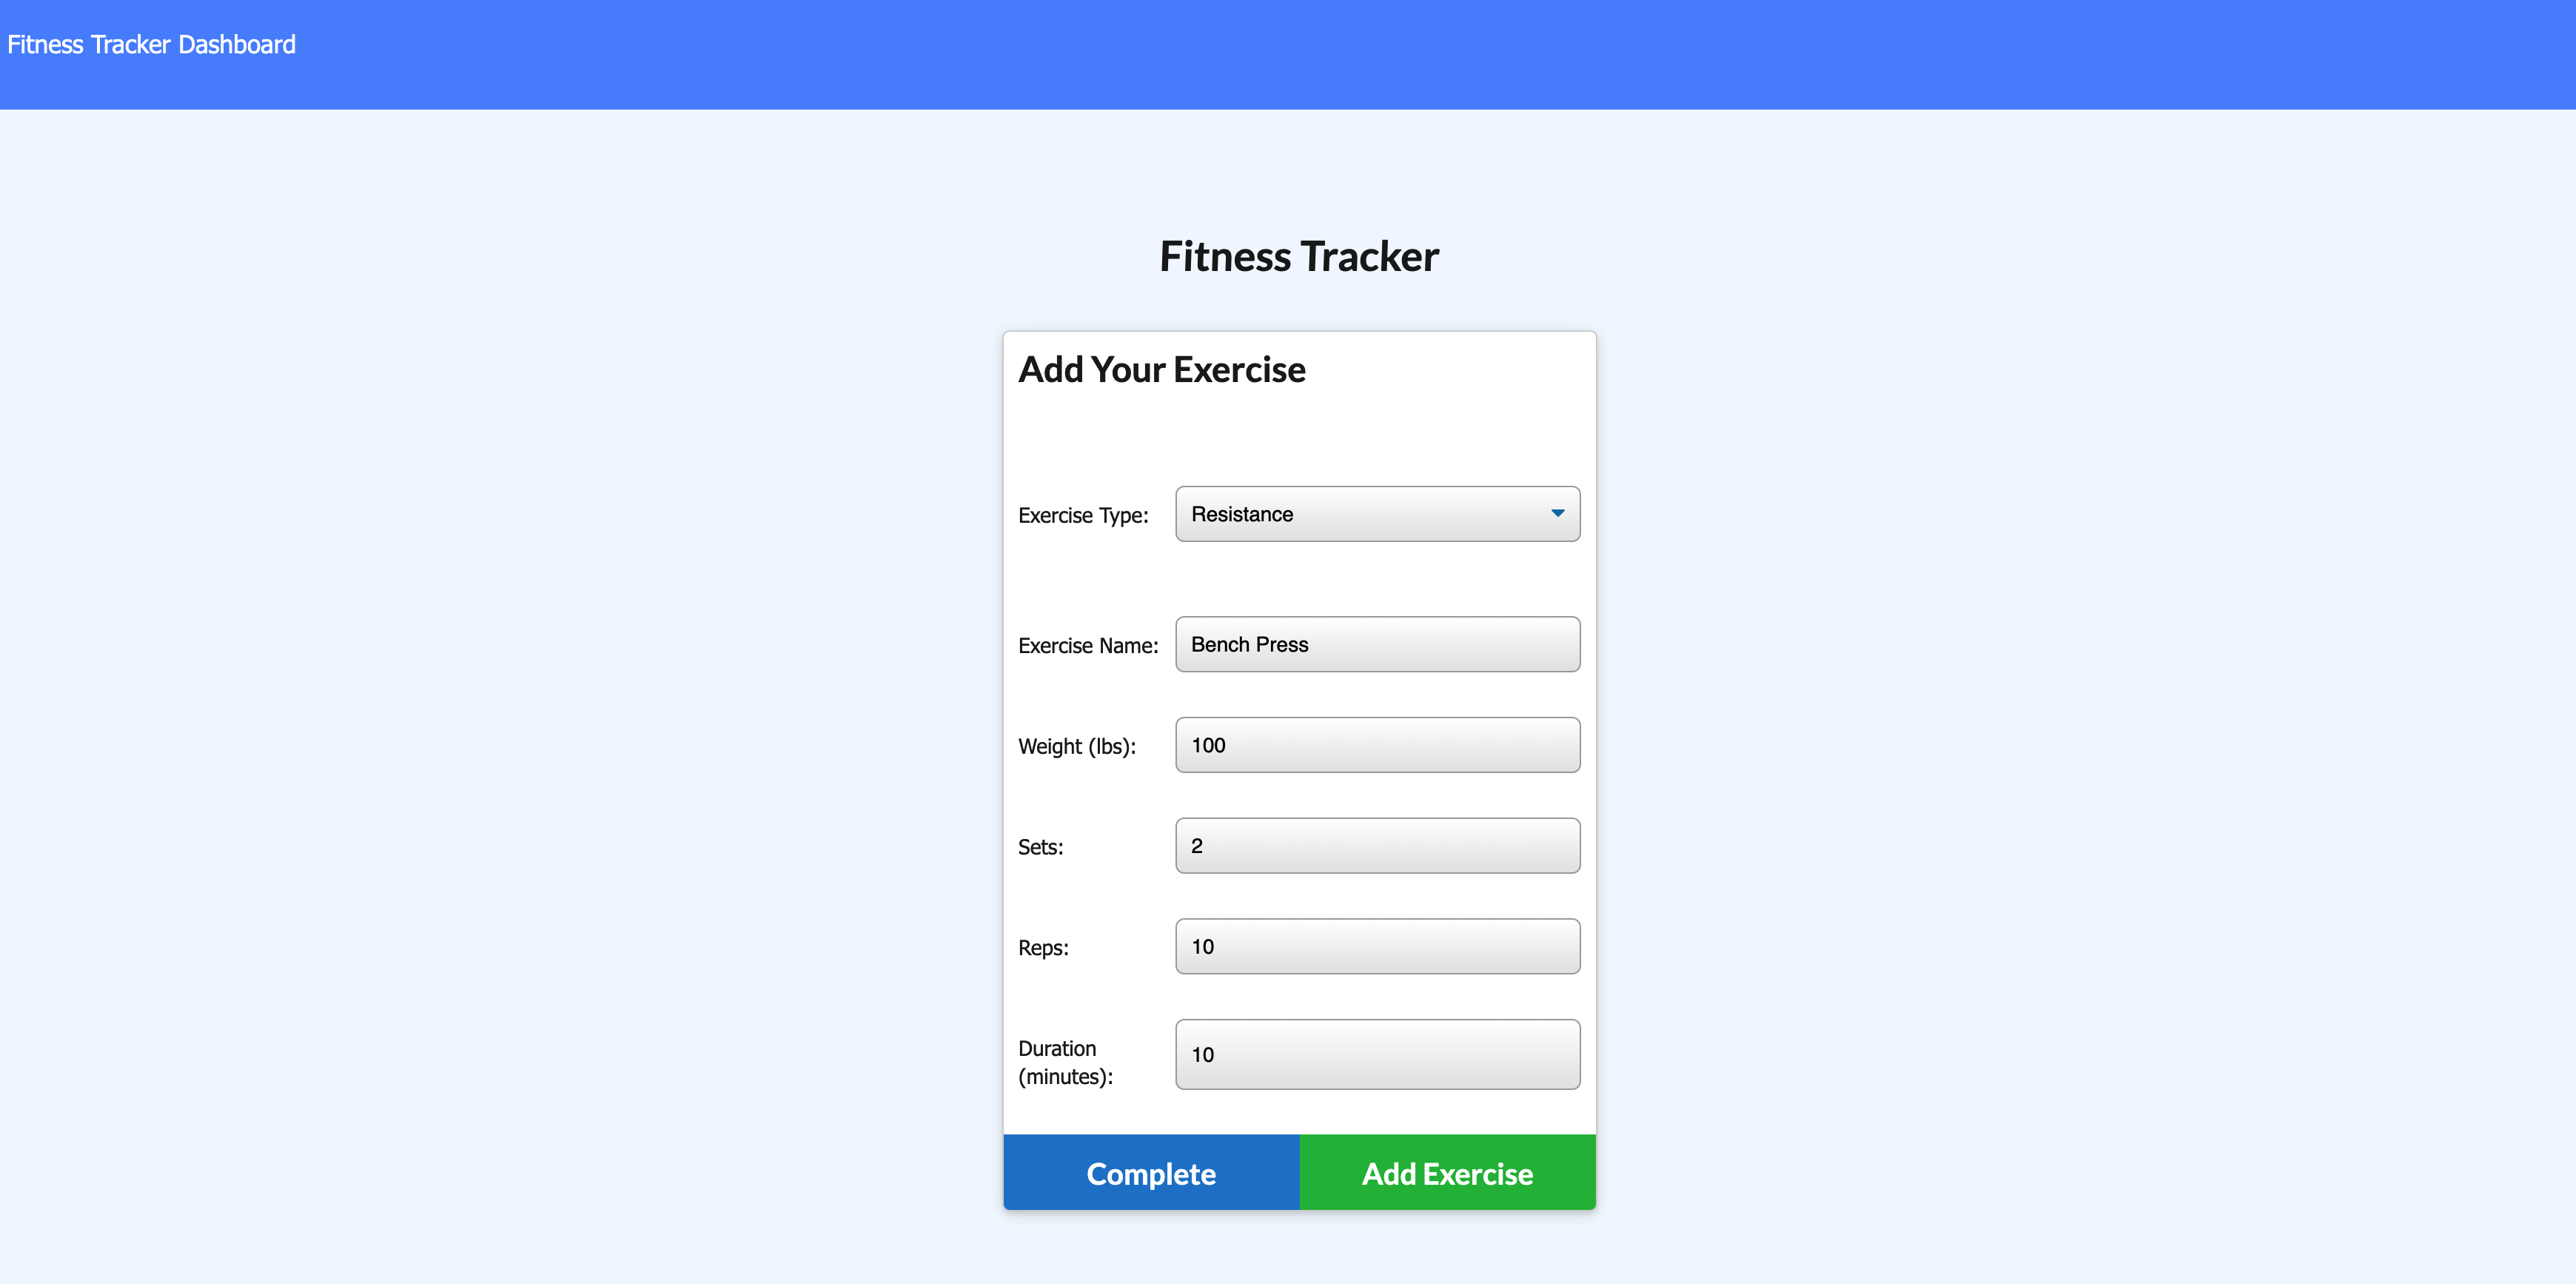 Fitness Tracker Dashboard
Fitness Tracker
Add Your Exercise
Exercise Type: Resistance
Exercise Name: Bench Press
Weight (lbs): 100
Sets: 2
Reps: 10
Duration
(minutes): 10
Complete Add Exercise